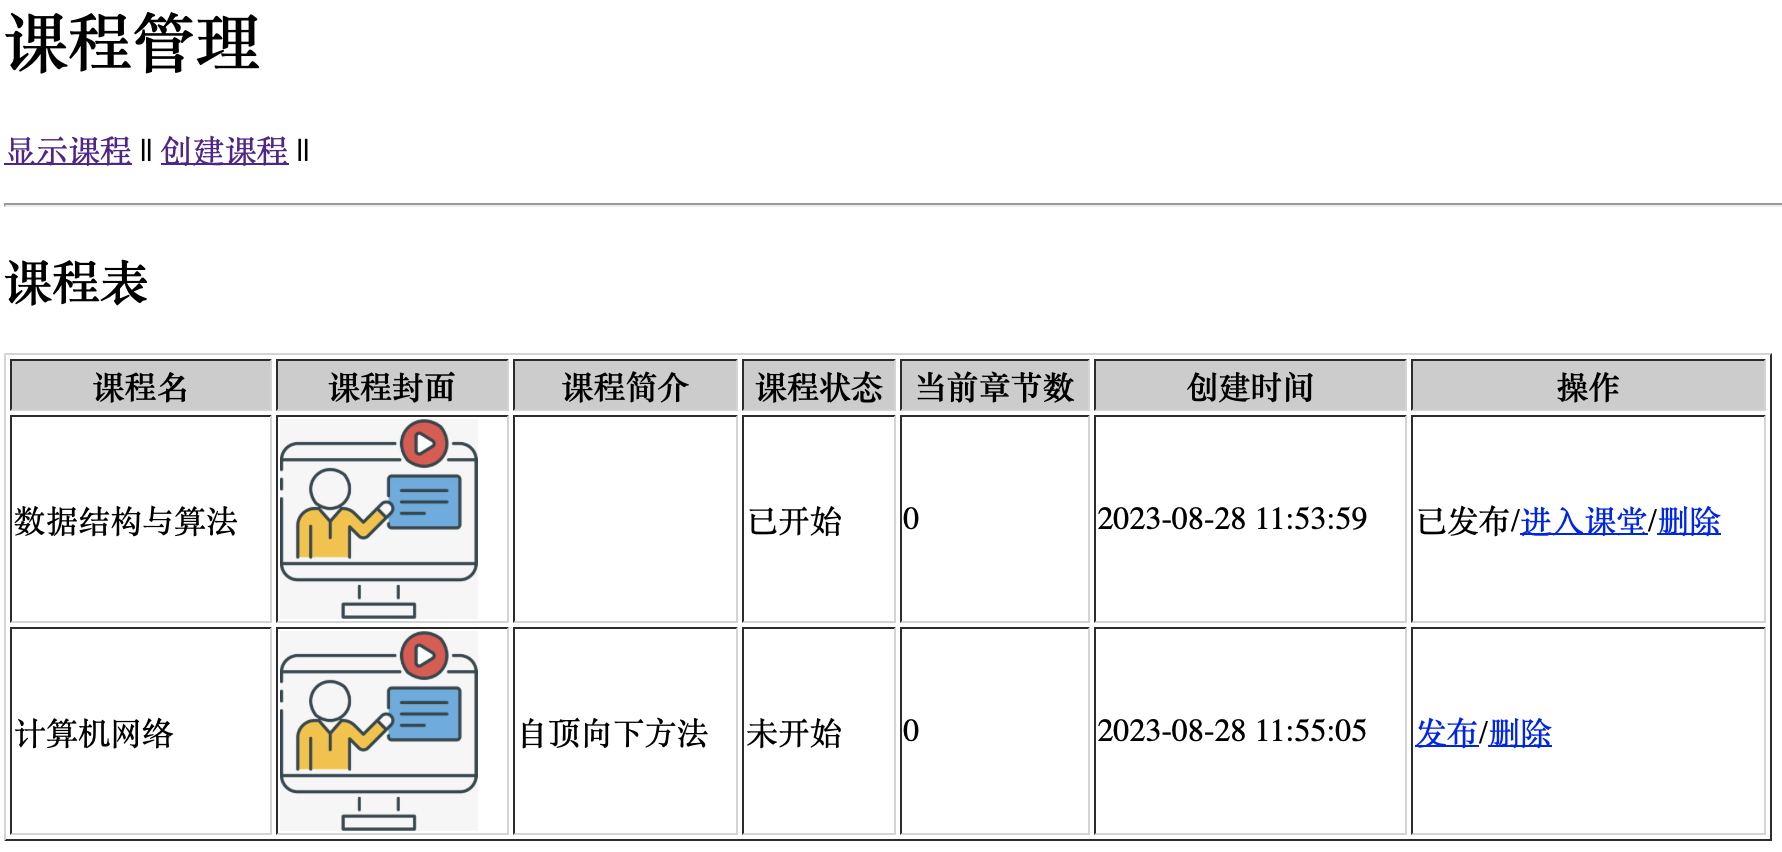 课程管理
显示课程 || 创建课程 ||
课程表
课程名 课程封面 课程简介 课程状态 当前章节数 创建时间 操作
数据结构与算法 已开始 0 2023-08-28 11:53:59 已发布/进入课堂/删除
计算机网络 自顶向下方法 未开始 0 2023-08-28 11:55:05 发布/删除